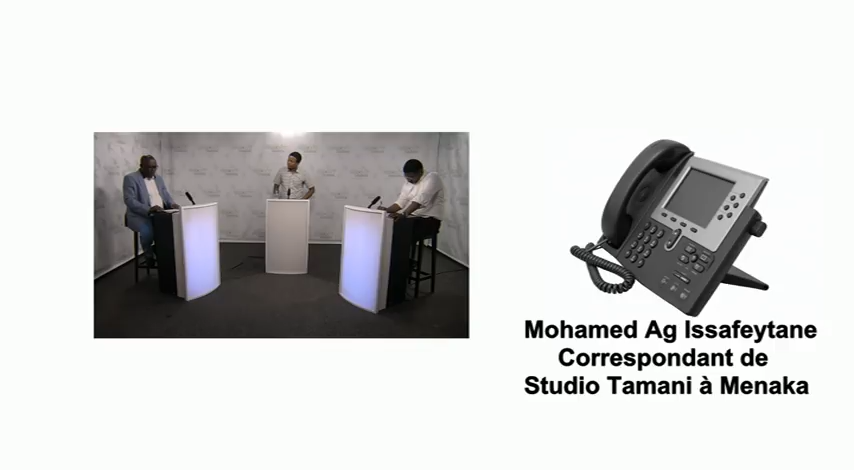 Mohamed Ag Issafeytane
Correspondant de
Studio Tamani à Menaka